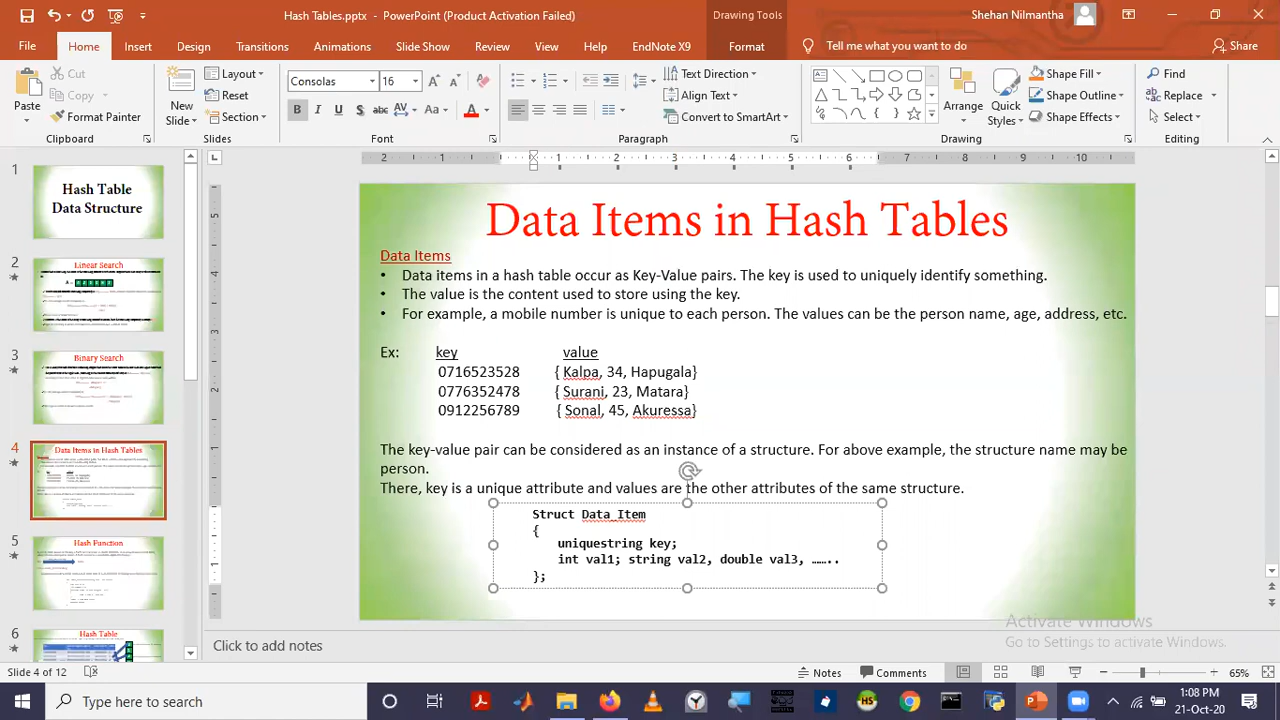 Hash Tables.pptx - PowerPoint (Product Activation Failed)
Drawing Tools
Shehan Silmini
File Home Insert Design Transitions Animations Slide Show Review View Help EndNote X9 Format Tell me what you want to do Share
Paste
Cut
Copy
Format Painter
Clipboard
New Slide
Layout
Reset
Section
Slides
Consolas 16
Font
Text Direction
Align Text
Convert to SmartArt
Paragraph
Arrange
Quick Styles
Shape Fill
Shape Outline
Shape Effects
Drawing
Find
Replace
Select
Editing
1
Hash Table
Data Structure
2
Linear Search
3
Binary Search
4
Data Items in Hash Tables
5
Hash Function
6
Hash Table
Data Items in Hash Tables
Data Items
• Data items in a hash table occur as Key-Value pairs. The key is used to uniquely identify something.
The value is the content used to store using the key.
For example: Phone number is unique to each person. The value can be the person name, age, address, etc.
Ex: key value
0716523528 { Kalpa, 34, Hapugala}
0776352478 { Surani, 23, Matara}
0912256789 { Sonal, 45, Akuressa}
The key-value pair can be considered as an instance of a structure. For above example, the structure name may be
person.
There, key is a unique attribute and values are the other attributes of the same structure.
Struct Data_Item
{
uniquestring key;
int val1; string val2, double val3 ……..
}
Activate Windows
Go to Settings to activate Windows.
Click to add notes
Slide 4 of 12
Notes
Comments
65%
Type here to search
1:08 PM
21-Oct-20